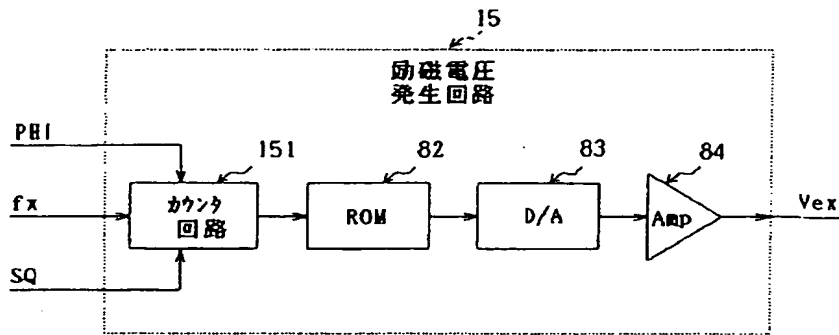 15
励磁電圧
発生回路
PHI
151
82
83
84
fx
カウンタ
回路
ROM
D/A
Amp
Vex
SQ